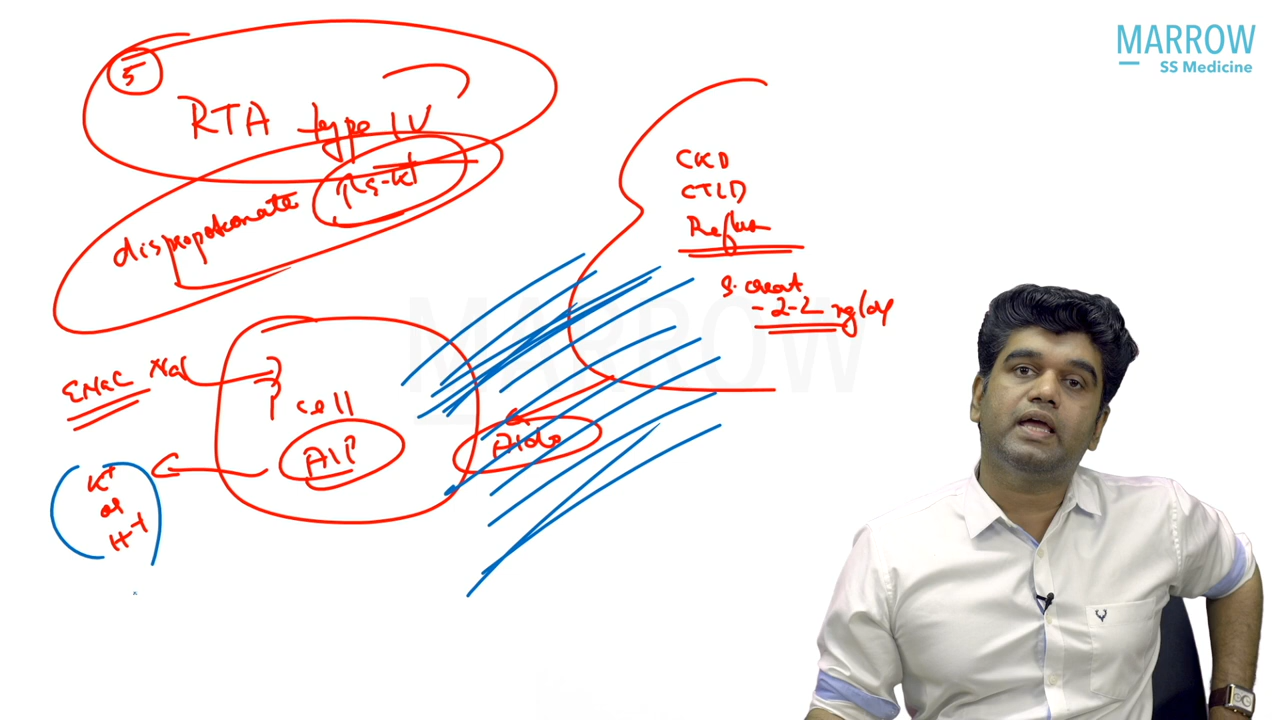 MARROW
SS Medicine
5
RTA type IV
disproportionate ↑s-K+
CKD
CTLD
Reflux
S. creat
- 2-2 mg/dl
ENaC Na
cell
Aldo
K+
or
H+
MARROW